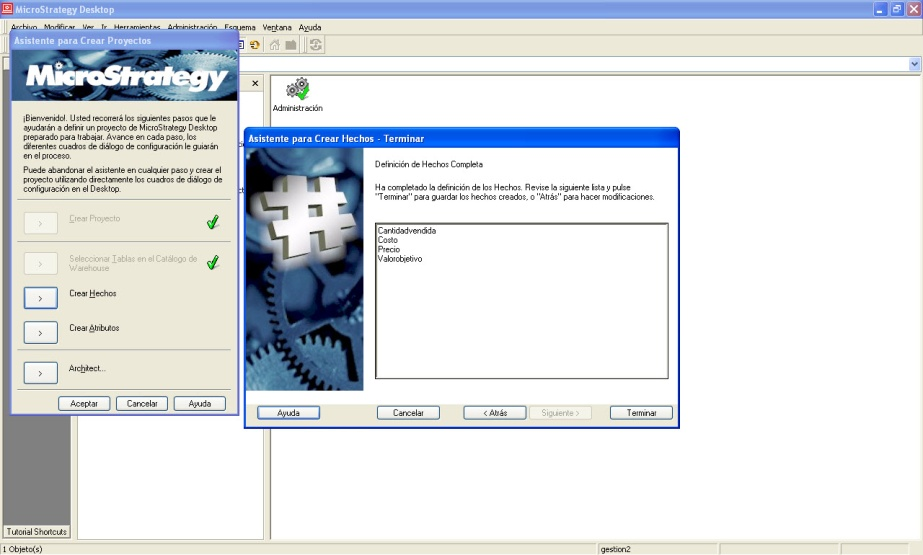 MicroStrategy Desktop
Archivo Modificar Ver Ir Herramientas Administración Esquema Ventana Ayuda
Asistente para Crear Proyectos
MicroStrategy
¡Bienvenido!. Usted recorrerá los siguientes pasos que le
ayudarán a definir un proyecto de MicroStrategy Desktop
preparado para trabajar. Avance en cada paso, los
diferentes cuadros de diálogo de configuración le guiarán
en el proceso.
Puede abandonar el asistente en cualquier paso y crear el
proyecto utilizando directamente los cuadros de diálogo de
configuración en el Desktop.
> Crear Proyecto
> Seleccionar Tablas en el Catálogo de
Warehouse
> Crear Hechos
> Crear Atributos
> Architect...
Aceptar Cancelar Ayuda
Administración
Asistente para Crear Hechos - Terminar
Definición de Hechos Completa
Ha completado la definición de los Hechos. Revise la siguiente lista y pulse
"Terminar" para guardar los hechos creados, o "Atrás" para hacer modificaciones.
Cantidadvendida
Costo
Precio
Valorobjetivo
Ayuda Cancelar < Atrás Siguiente > Terminar
Tutorial Shortcuts
1 Objeto(s) gestion2